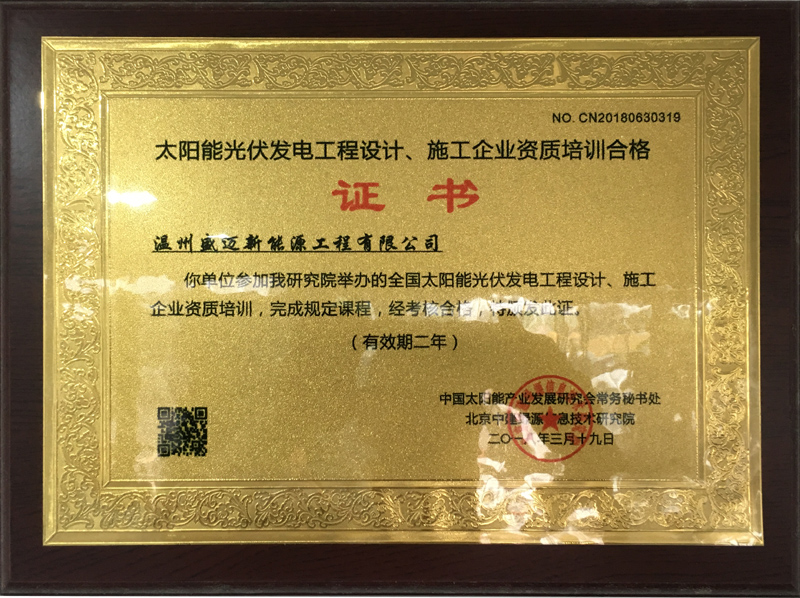 NO. CN20180630319
太阳能光伏发电工程设计、施工企业资质培训合格
证 书
温州盛迈新能源工程有限公司
你单位参加我研究院举办的全国太阳能光伏发电工程设计、施工
企业资质培训，完成规定课程，经考核合格，特颁发此证。
（有效期二年）
中国太阳能产业发展研究会常务秘书处
北京中建绿源信息技术研究院
二〇一八年三月十九日